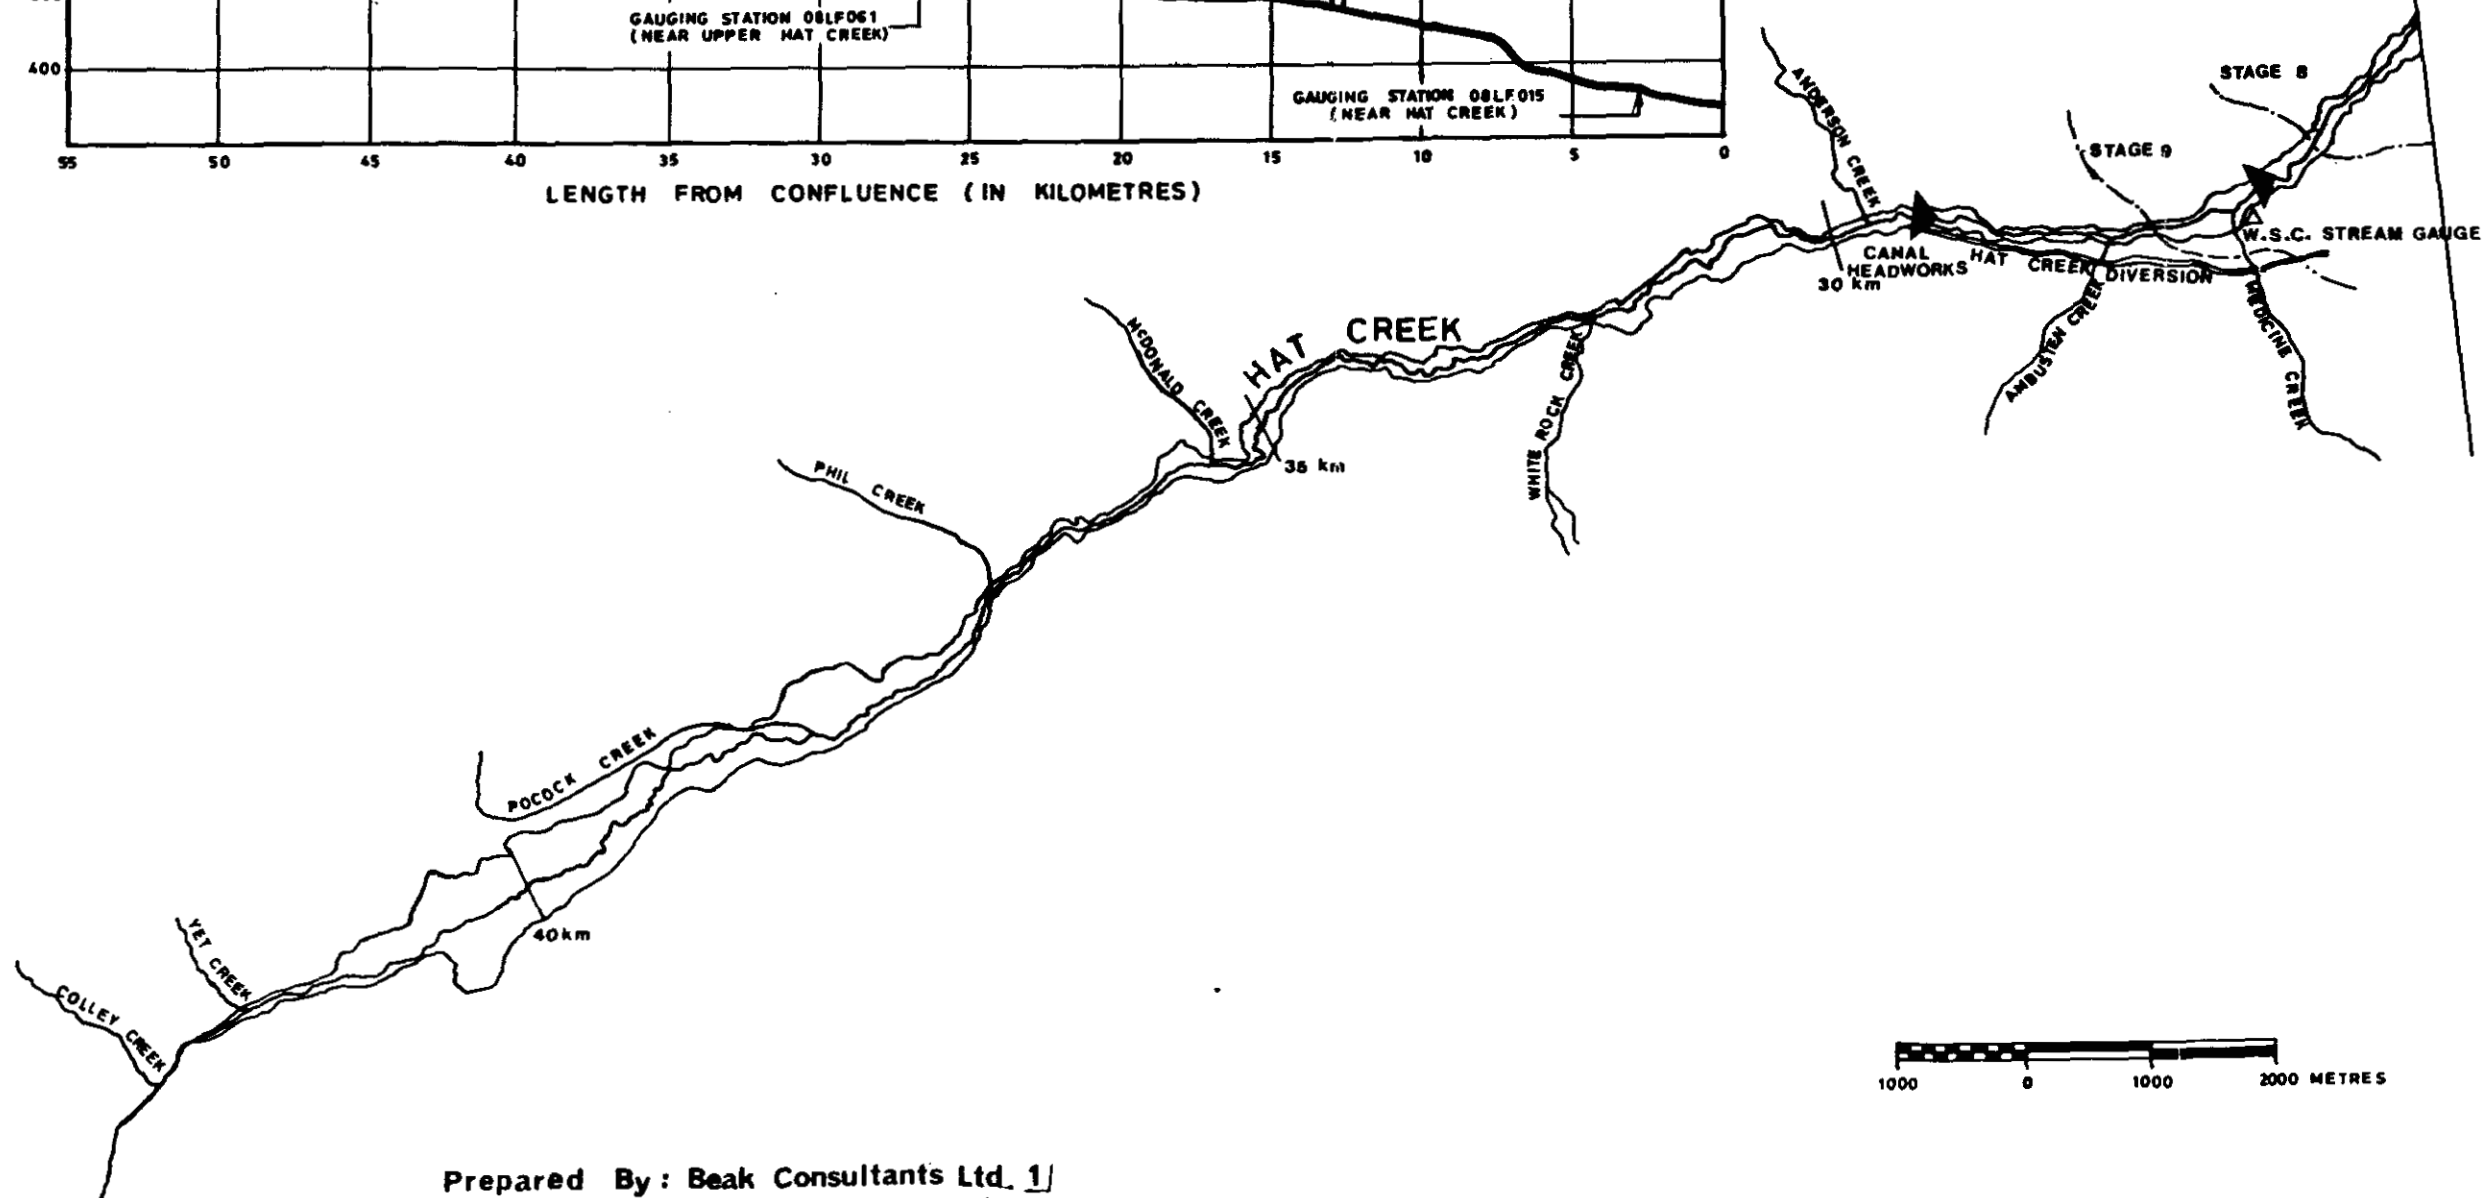 GAUGING STATION 08LF061
(NEAR UPPER HAT CREEK)
400
GAUGING STATION 08LF015
(NEAR HAT CREEK)
55 50 45 40 35 30 25 20 15 10 5 0
LENGTH FROM CONFLUENCE (IN KILOMETRES)
STAGE 8
STAGE 9
ANDERSON CREEK
W.S.C. STREAM GAUGE
CANAL
HEADWORKS
HAT CREEK DIVERSION
30 km
AMBUSTEN CREEK
MEDICINE CREEK
HAT CREEK
McDONALD CREEK
WHITE ROCK CREEK
35 km
PHIL CREEK
POCOCK CREEK
40 km
YET CREEK
COLLEY CREEK
1000 0 1000 2000 METRES
Prepared By: Beak Consultants Ltd. 1